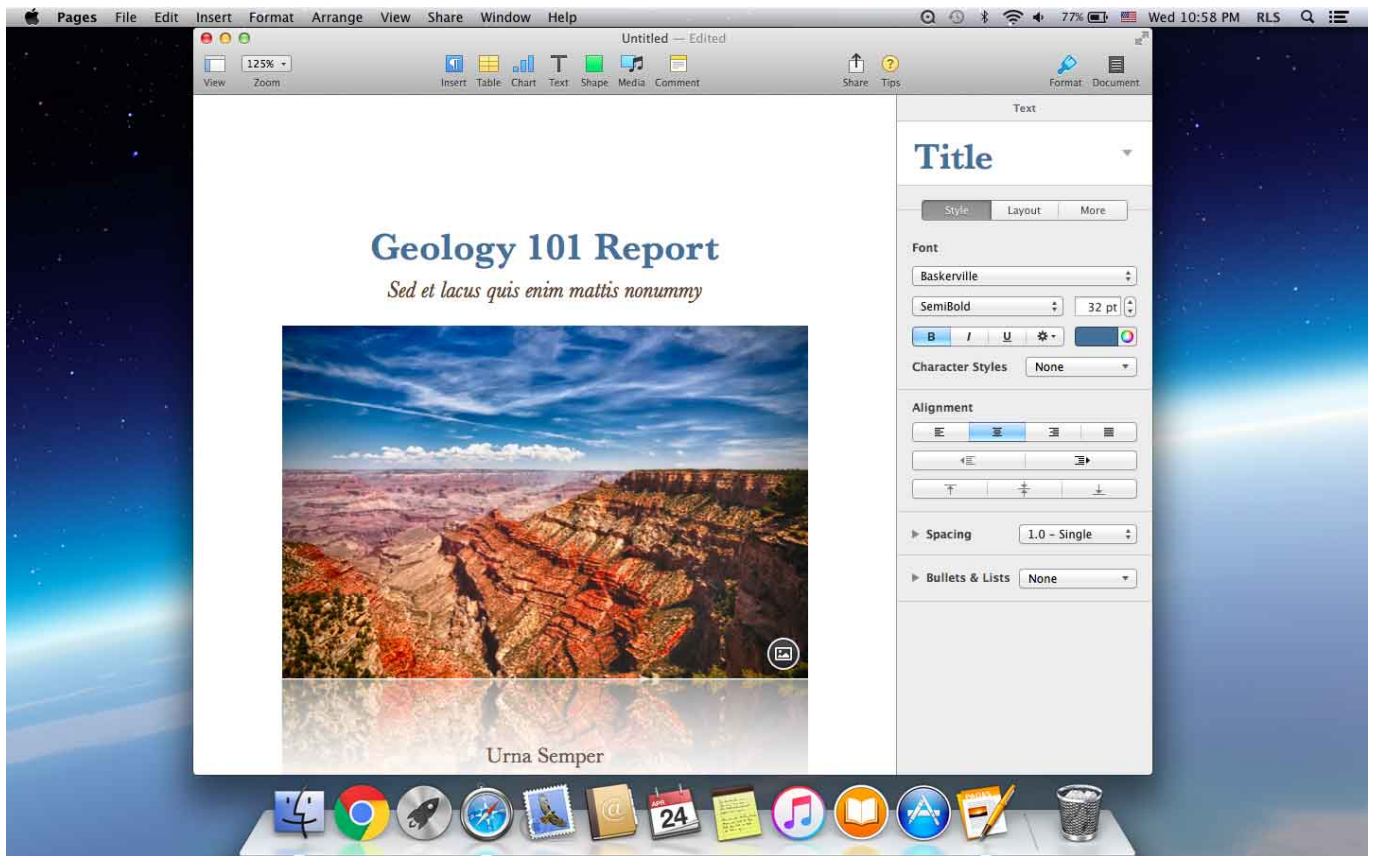 Pages File Edit Insert Format Arrange View Share Window Help 77% Wed 10:58 PM RLS
Untitled — Edited
125%
View Zoom Insert Table Chart Text Shape Media Comment Share Tips Format Document
Text
Title
Style Layout More
Font
Baskerville
SemiBold 32 pt
B I U
Character Styles None
Alignment
Spacing 1.0 – Single
Bullets & Lists None
Geology 101 Report
Sed et lacus quis enim mattis nonummy
Urna Semper
APR.
24
PAGES